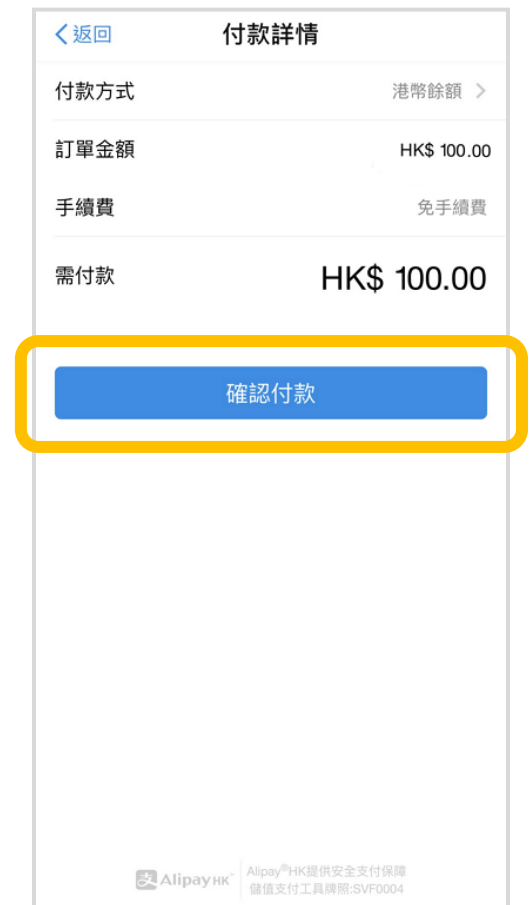 返回 付款詳情
付款方式 港幣餘額
訂單金額 HK$ 100.00
手續費 免手續費
需付款 HK$ 100.00
確認付款
支 AlipayHK™ Alipay®HK提供安全支付保障
儲值支付工具牌照:SVF0004